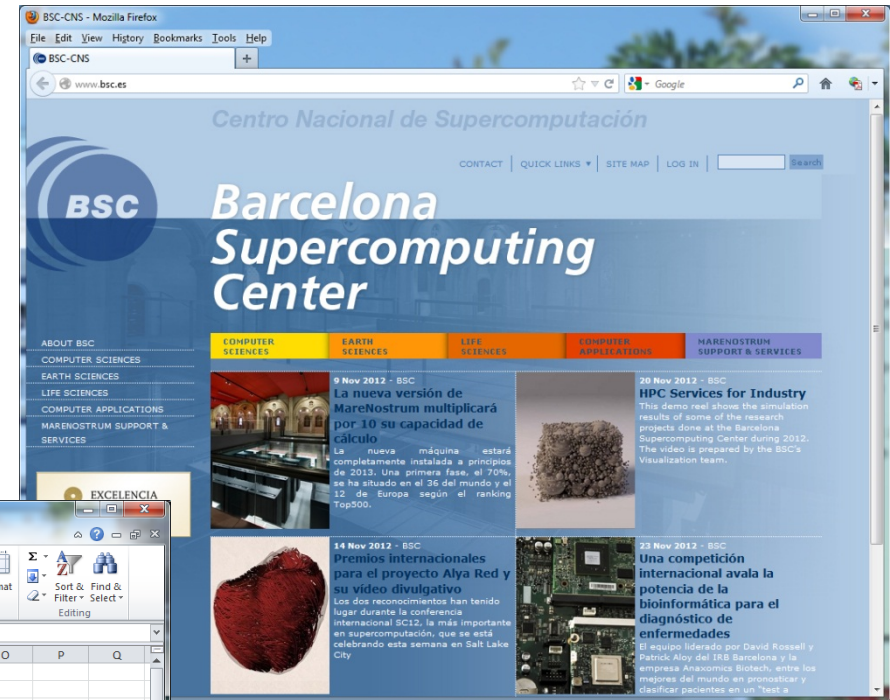 BSC-CNS - Mozilla Firefox
File Edit View History Bookmarks Tools Help
BSC-CNS +
www.bsc.es
Google
Centro Nacional de Supercomputación
CONTACT | QUICK LINKS ▾ | SITE MAP | LOG IN | Search
BSC
Barcelona
Supercomputing
Center
ABOUT BSC
COMPUTER SCIENCES
EARTH SCIENCES
LIFE SCIENCES
COMPUTER APPLICATIONS
MARENOSTRUM SUPPORT &
SERVICES
EXCELENCIA
COMPUTER
SCIENCES
EARTH
SCIENCES
LIFE
SCIENCES
COMPUTER
APPLICATIONS
MARENOSTRUM
SUPPORT & SERVICES
9 Nov 2012 - BSC
La nueva versión de
MareNostrum multiplicará
por 10 su capacidad de
cálculo
La nueva máquina estará
completamente instalada a principios
de 2013. Una primera fase, el 70%,
se ha situado en el 36 del mundo y el
12 de Europa según el ranking
Top500.
20 Nov 2012 - BSC
HPC Services for Industry
This demo reel shows the simulation
results of some of the research
projects done at the Barcelona
Supercomputing Center during 2012.
The video is prepared by the BSC's
Visualization team.
14 Nov 2012 - BSC
Premios internacionales
para el proyecto Alya Red y
su vídeo divulgativo
Los dos reconocimientos han tenido
lugar durante la conferencia
internacional SC12, la más importante
en supercomputación, que se está
celebrando esta semana en Salt Lake
City
23 Nov 2012 - BSC
Una competición
internacional avala la
potencia de la
bioinformática para el
diagnóstico de
enfermedades
El equipo liderado por David Rossell y
Patrick Aloy del IRB Barcelona y la
empresa Anaxomics Biotech, entre los
mejores del mundo en pronosticar y
clasificar pacientes en un "test a
Σ
Sort & Find &
Filter Select
Editing
P Q